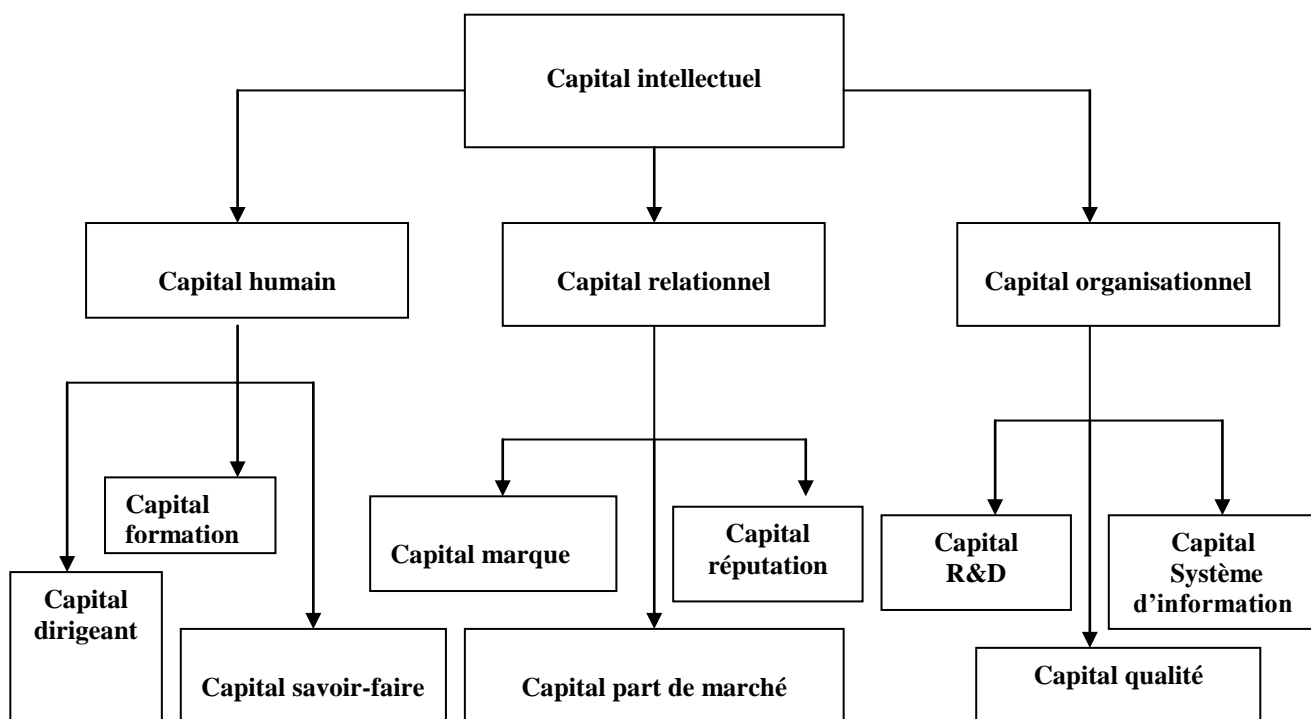 Capital intellectuel
Capital humain
Capital relationnel
Capital organisationnel
Capital
formation
Capital
dirigeant
Capital savoir-faire
Capital marque
Capital
réputation
Capital part de marché
Capital
R&D
Capital
Système
d’information
Capital qualité